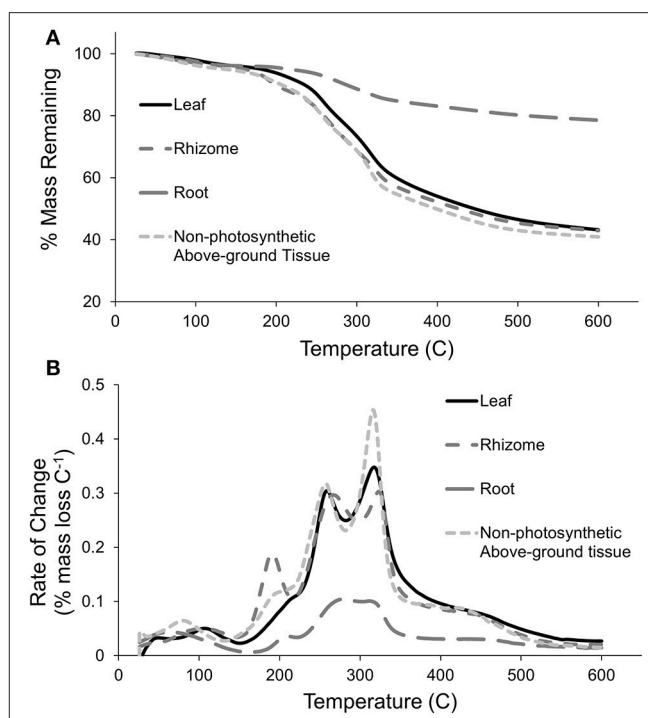 A
100
80
60
40
20
% Mass Remaining
Leaf
Rhizome
Root
Non-photosynthetic
Above-ground Tissue
0 100 200 300 400 500 600
Temperature (C)
B
0.5
0.4
0.3
0.2
0.1
0
Rate of Change
(% mass loss C-1)
Leaf
Rhizome
Root
Non-photosynthetic
Above-ground tissue
0 100 200 300 400 500 600
Temperature (C)